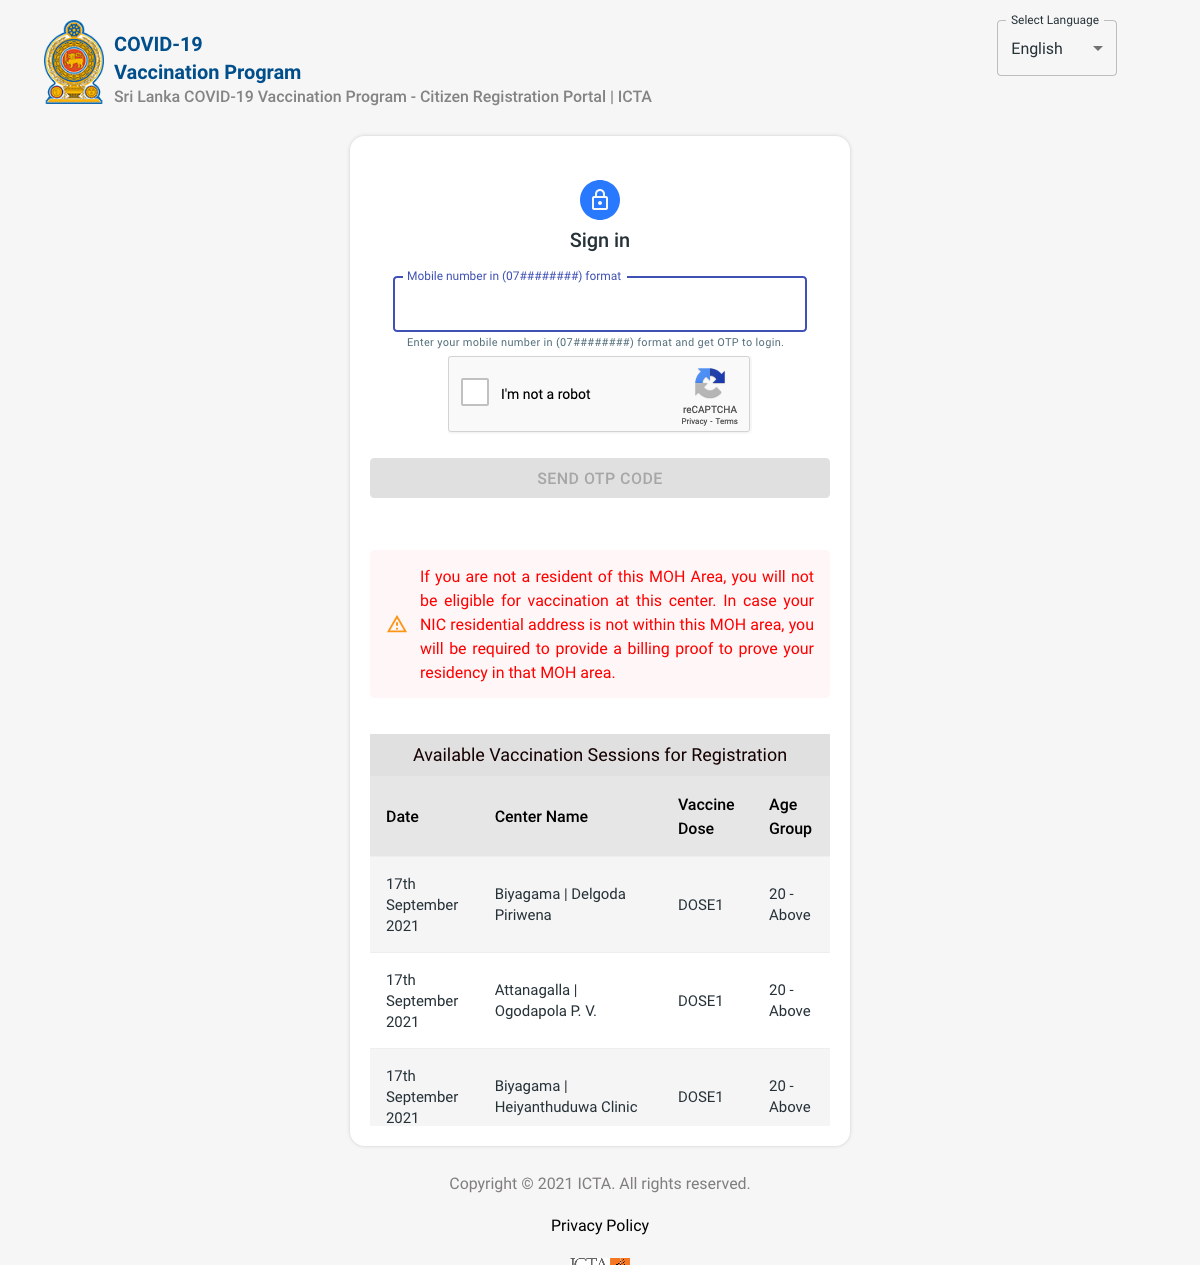 COVID-19
Vaccination Program
Sri Lanka COVID-19 Vaccination Program - Citizen Registration Portal | ICTA
Select Language
English
Sign in
Mobile number in (07########) format
Enter your mobile number in (07########) format and get OTP to login.
I'm not a robot
reCAPTCHA
Privacy - Terms
SEND OTP CODE
If you are not a resident of this MOH Area, you will not
be eligible for vaccination at this center. In case your
NIC residential address is not within this MOH area, you
will be required to provide a billing proof to prove your
residency in that MOH area.
Available Vaccination Sessions for Registration
Date Center Name Vaccine Dose Age Group
17th September 2021 Biyagama | Delgoda Piriwena DOSE1 20 - Above
17th September 2021 Attanagalla | Ogodapola P. V. DOSE1 20 - Above
17th September 2021 Biyagama | Heiyanthuduwa Clinic DOSE1 20 - Above
Copyright © 2021 ICTA. All rights reserved.
Privacy Policy
ICTA